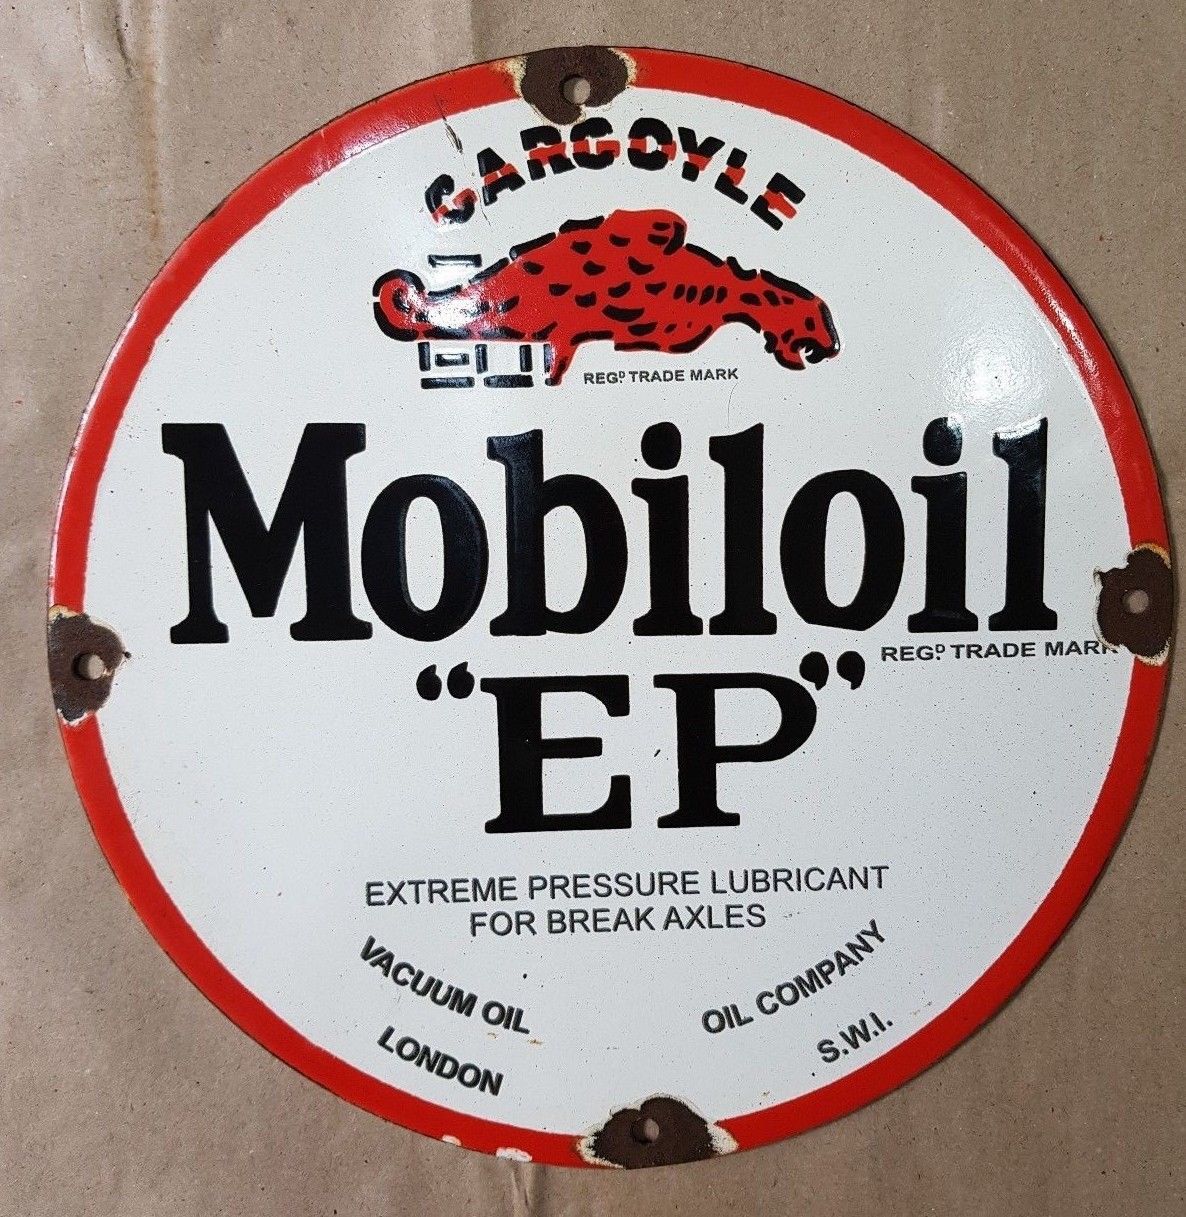 GARGOYLE
REGD TRADE MARK
Mobiloil
REGD TRADE MARK
“EP”
EXTREME PRESSURE LUBRICANT
FOR BREAK AXLES
VACUUM OIL
OIL COMPANY
LONDON
S.W.I.